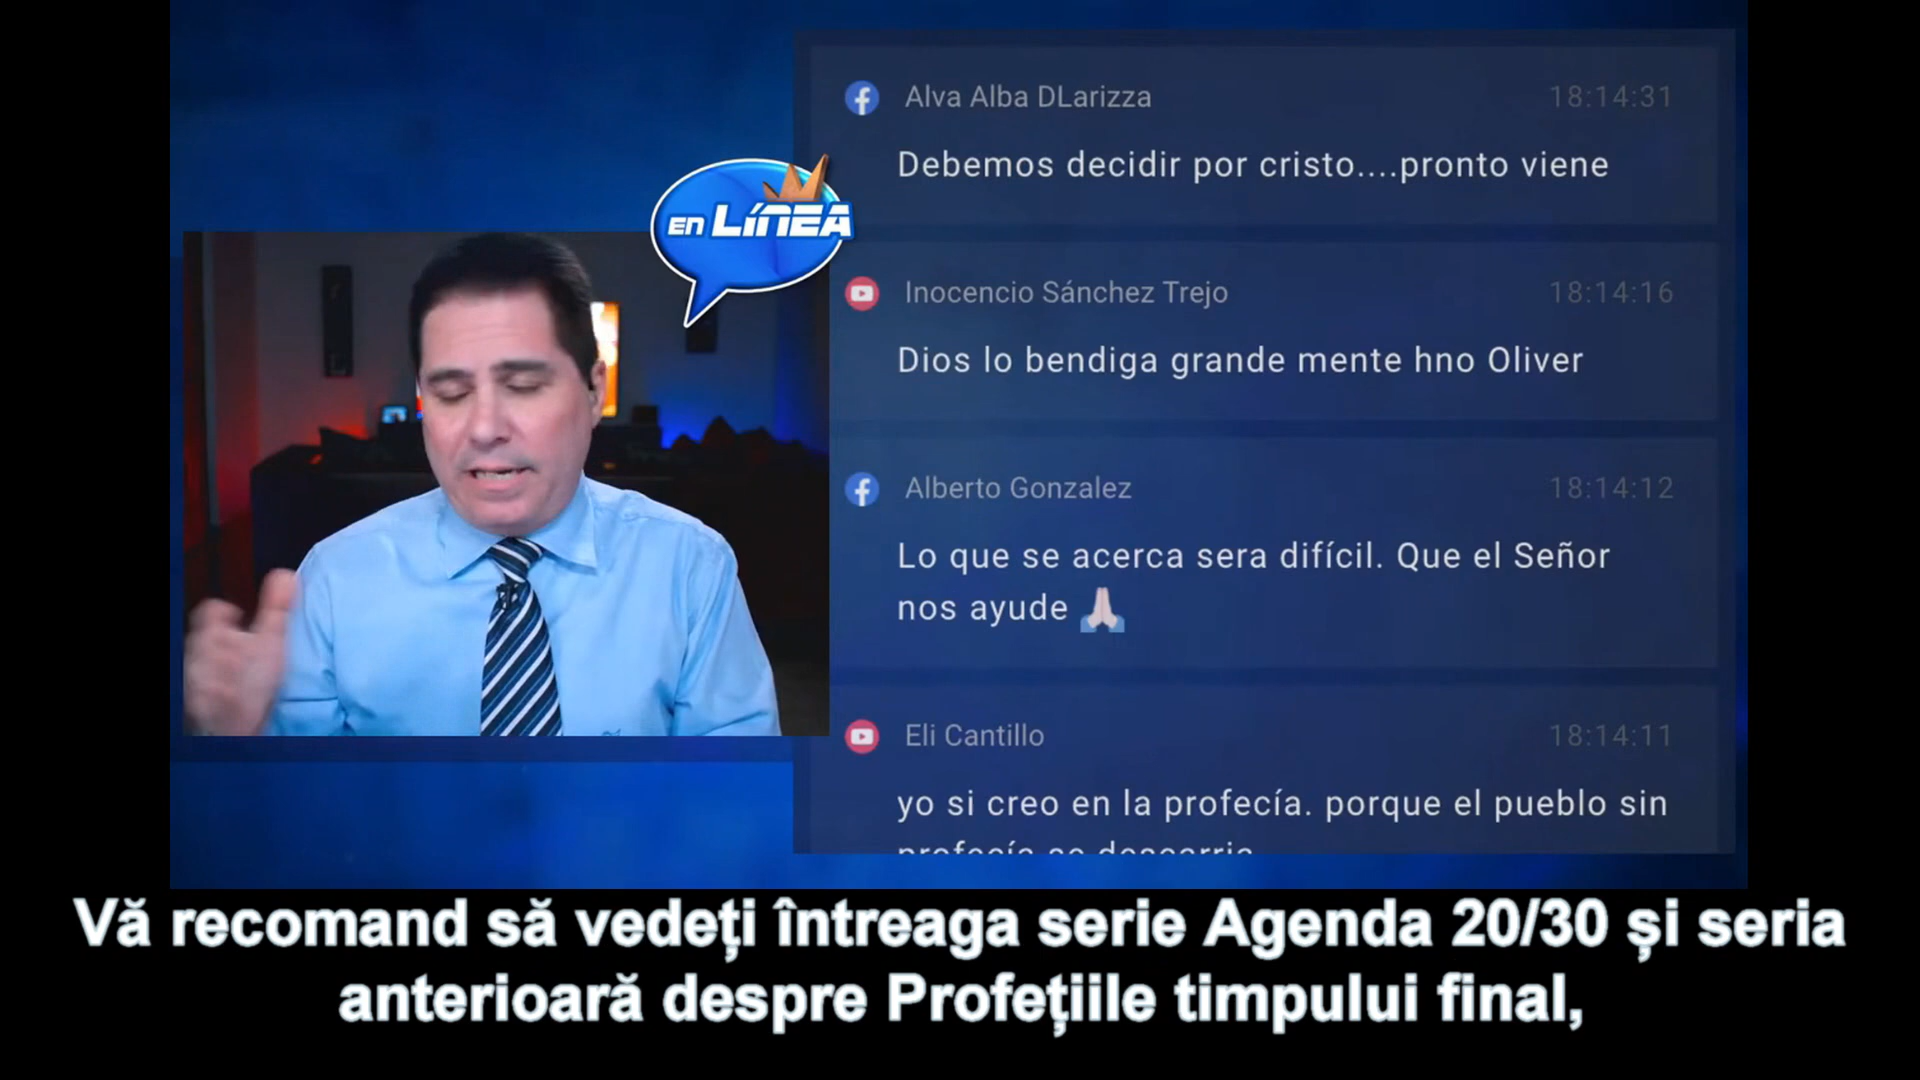 Alva Alba DLarizza 18:14:31
Debemos decidir por cristo....pronto viene
EN LÍNEA
Inocencio Sánchez Trejo 18:14:16
Dios lo bendiga grande mente hno Oliver
Alberto Gonzalez 18:14:12
Lo que se acerca sera difícil. Que el Señor
nos ayude 🙏
Eli Cantillo 18:14:11
yo si creo en la profecía. porque el pueblo sin
profecía se
Vă recomand să vedeți întreaga serie Agenda 20/30 și seria
anterioară despre Profețiile timpului final,